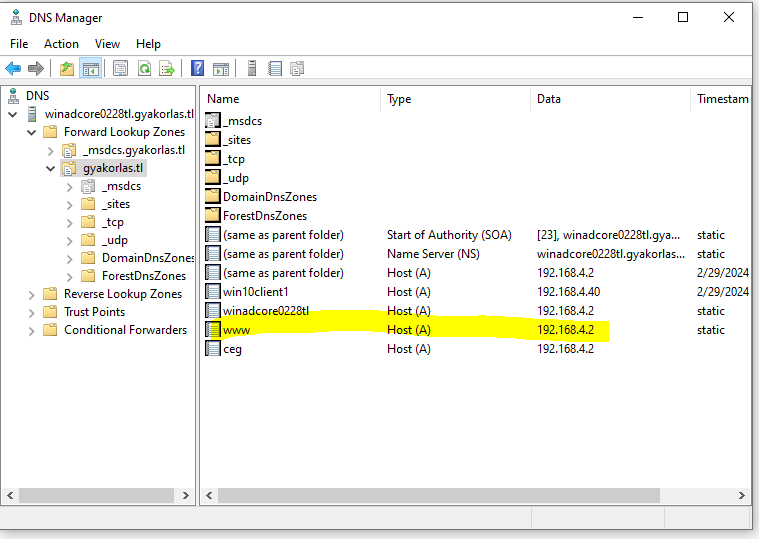 DNS Manager
File Action View Help
DNS
winadcore0228tl.gyakorlas.tl
Forward Lookup Zones
_msdcs.gyakorlas.tl
gyakorlas.tl
_msdcs
_sites
_tcp
_udp
DomainDnsZones
ForestDnsZones
Reverse Lookup Zones
Trust Points
Conditional Forwarders
Name Type Data Timestam
_msdcs
_sites
_tcp
_udp
DomainDnsZones
ForestDnsZones
(same as parent folder) Start of Authority (SOA) [23], winadcore0228tl.gya... static
(same as parent folder) Name Server (NS) winadcore0228tl.gyakorlas... static
(same as parent folder) Host (A) 192.168.4.2 2/29/2024
win10client1 Host (A) 192.168.4.40 2/29/2024
winadcore0228tl Host (A) 192.168.4.2 static
www Host (A) 192.168.4.2 static
ceg Host (A) 192.168.4.2